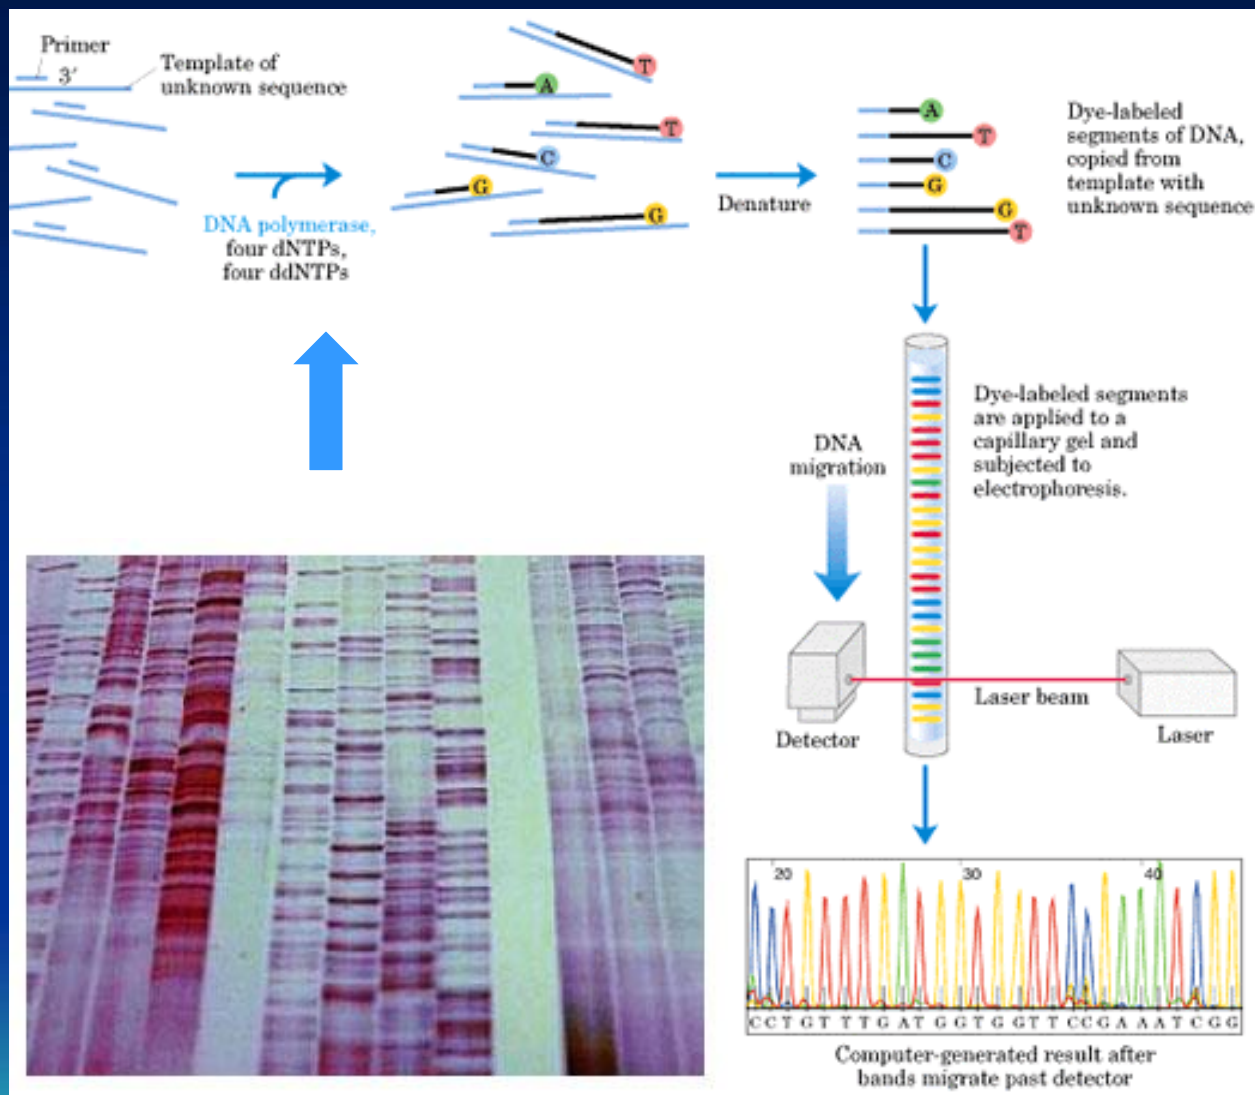 Primer
3′
Template of
unknown sequence
DNA polymerase,
four dNTPs,
four ddNTPs
T
A
T
C
G
G
Denature
A
T
C
G
G
T
Dye-labeled
segments of DNA,
copied from
template with
unknown sequence
DNA
migration
Dye-labeled segments
are applied to a
capillary gel and
subjected to
electrophoresis.
Detector
Laser beam
Laser
20 30 40
C C T G T T T G A T G G T G G T T C C G A A A T C G G
Computer-generated result after
bands migrate past detector